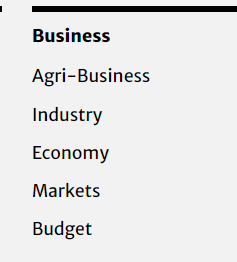 Business
Agri-Business
Industry
Economy
Markets
Budget